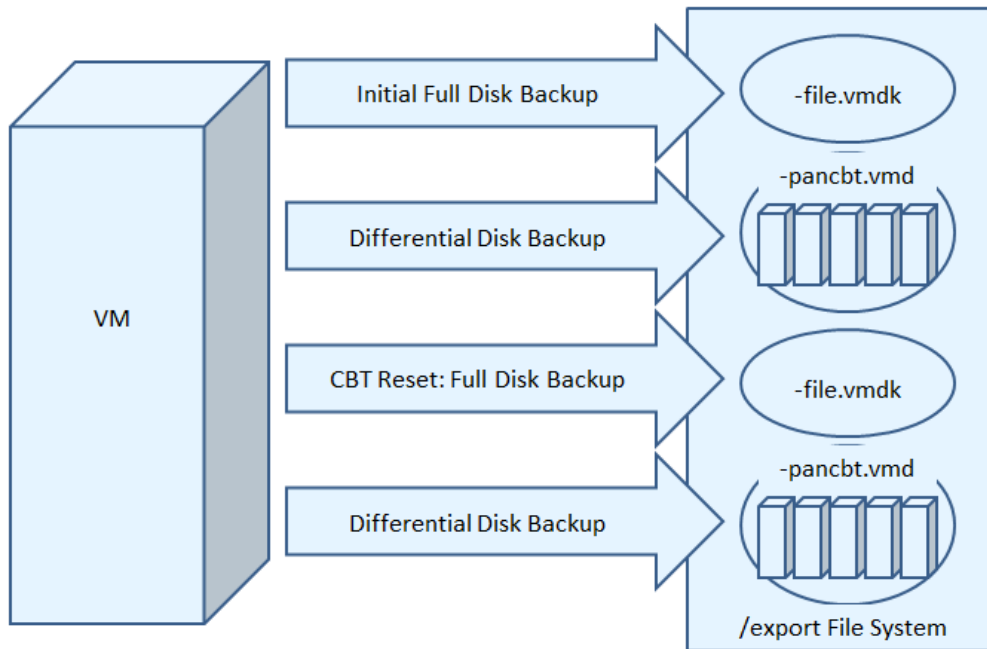 Initial Full Disk Backup
-file.vmdk
-pancbt.vmd
Differential Disk Backup
VM
CBT Reset: Full Disk Backup
-file.vmdk
-pancbt.vmd
Differential Disk Backup
/export File System